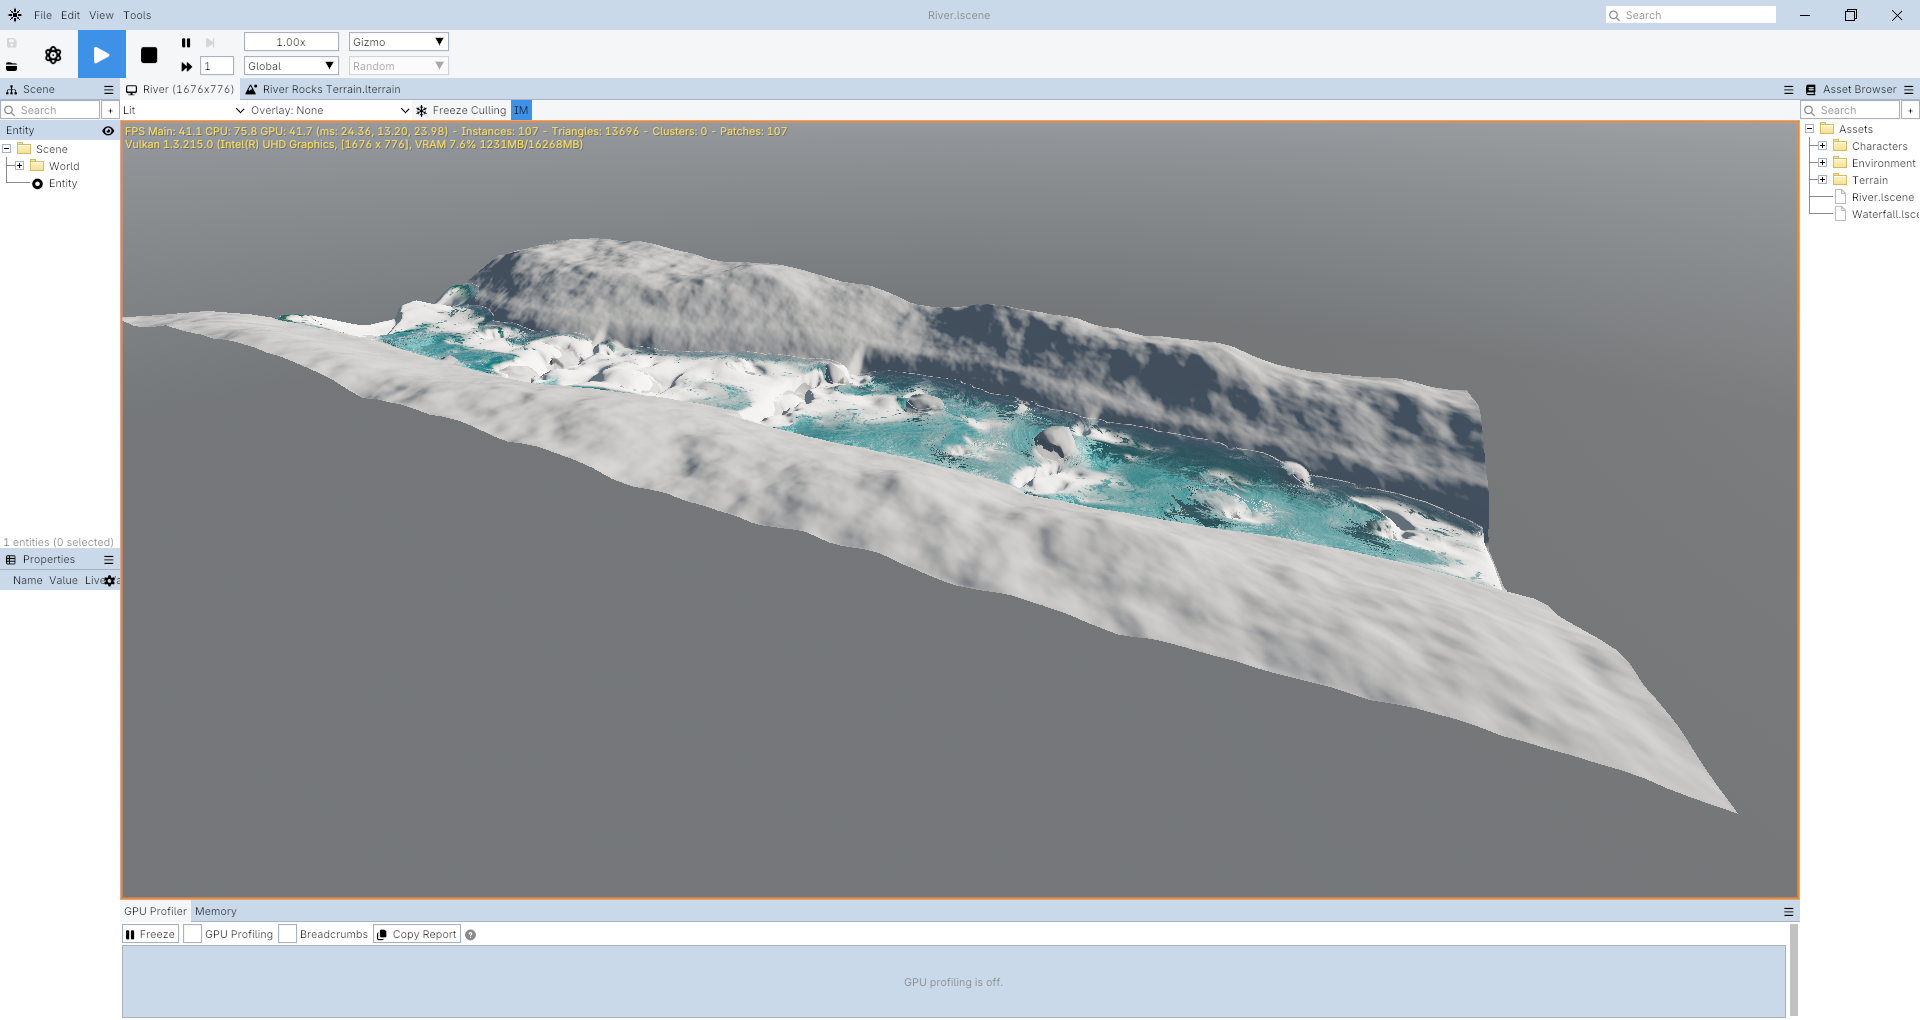 File Edit View Tools
River.lscene
Search
1.00x
Gizmo
1
Global
Random
Scene
River (1676x776)
River Rocks Terrain.lterrain
Asset Browser
Search
+
Lit
Overlay: None
Freeze Culling
IM
Search
+
Entity
FPS Main: 41.1 CPU: 75.8 GPU: 41.7 (ms: 24.36, 13.20, 23.98) - Instances: 107 - Triangles: 13696 - Clusters: 0 - Patches: 107
Vulkan 1.3.215.0 (Intel(R) UHD Graphics, [1676 x 776], VRAM 7.6% 1231MB/16268MB)
Scene
World
Entity
Assets
Characters
Environment
Terrain
River.lscene
Waterfall.lsce
1 entities (0 selected)
Properties
Name Value Live
GPU Profiler Memory
Freeze
GPU Profiling
Breadcrumbs
Copy Report
?
GPU profiling is off.